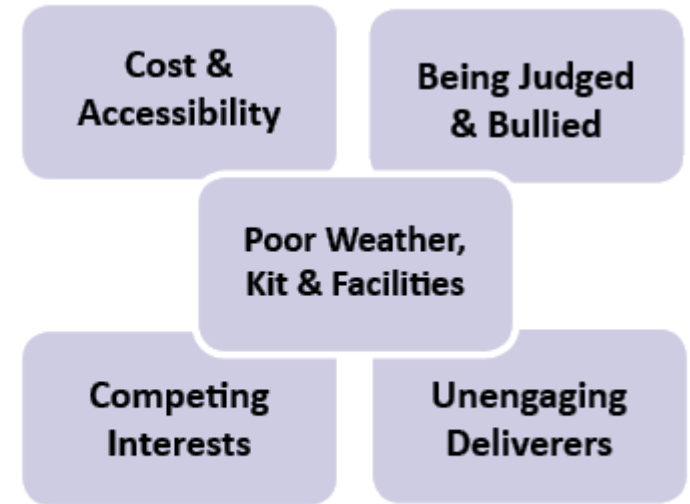 Cost &
Accessibility
Being Judged
& Bullied
Poor Weather,
Kit & Facilities
Competing
Interests
Unengaging
Deliverers